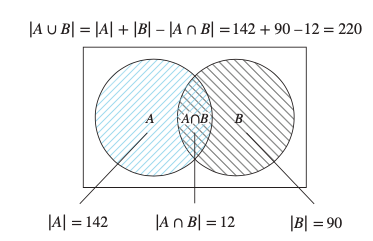 |A ∪ B| = |A| + |B| − |A ∩ B| = 142 + 90 −12 = 220
A A∩B B
|A| = 142 |A ∩ B| = 12 |B| = 90